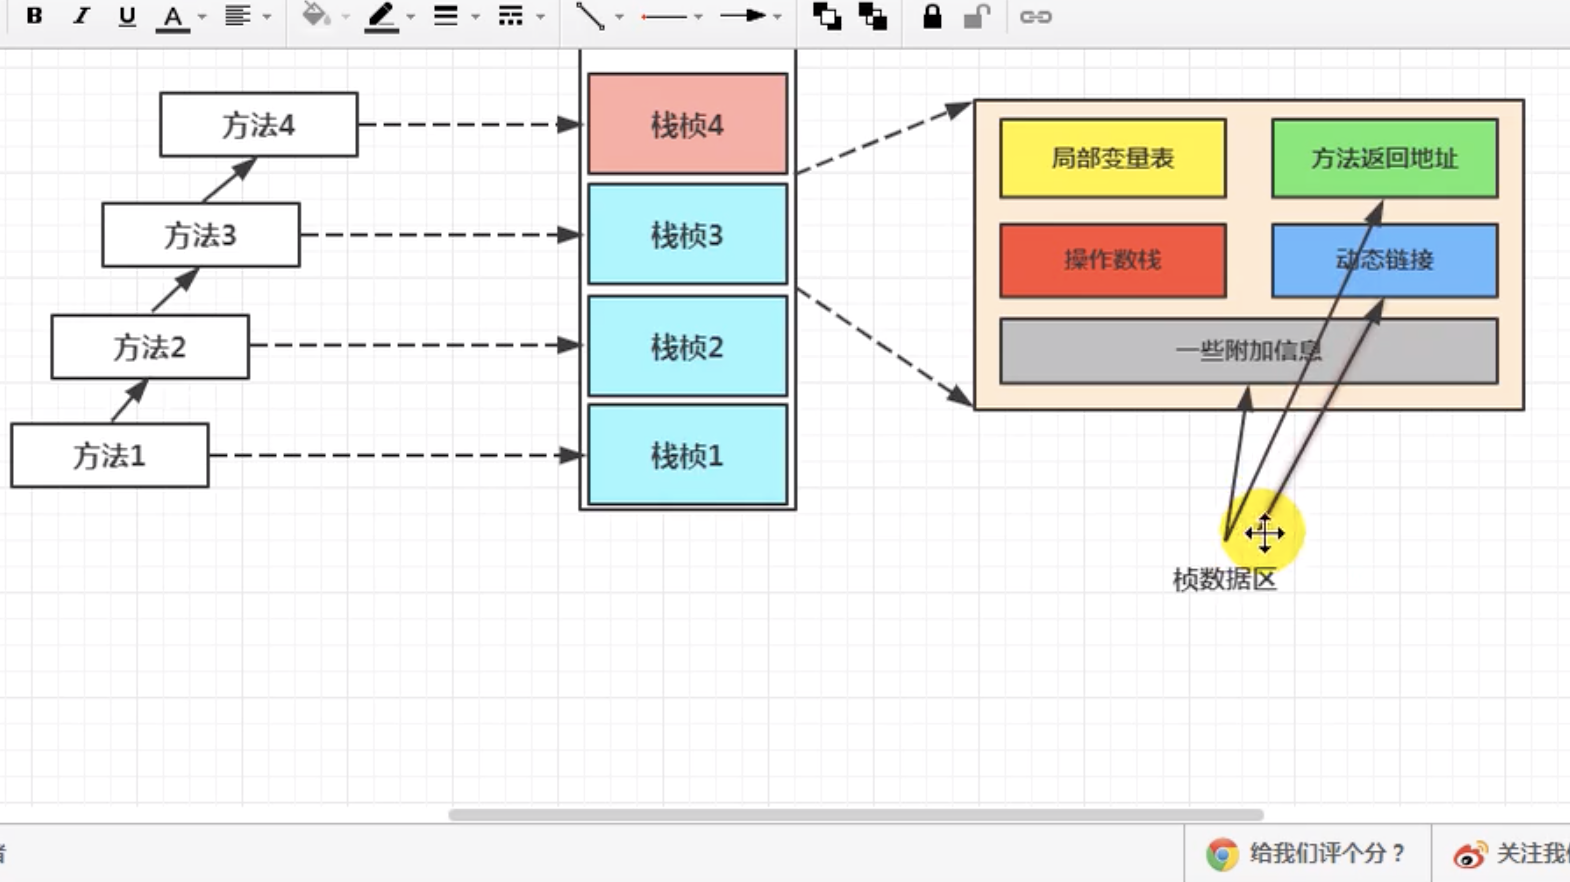 B I U A
方法4
栈桢4
局部变量表
方法返回地址
方法3
栈桢3
操作数栈
动态链接
方法2
栈桢2
一些附加信息
方法1
栈桢1
桢数据区
给我们评个分？
关注我